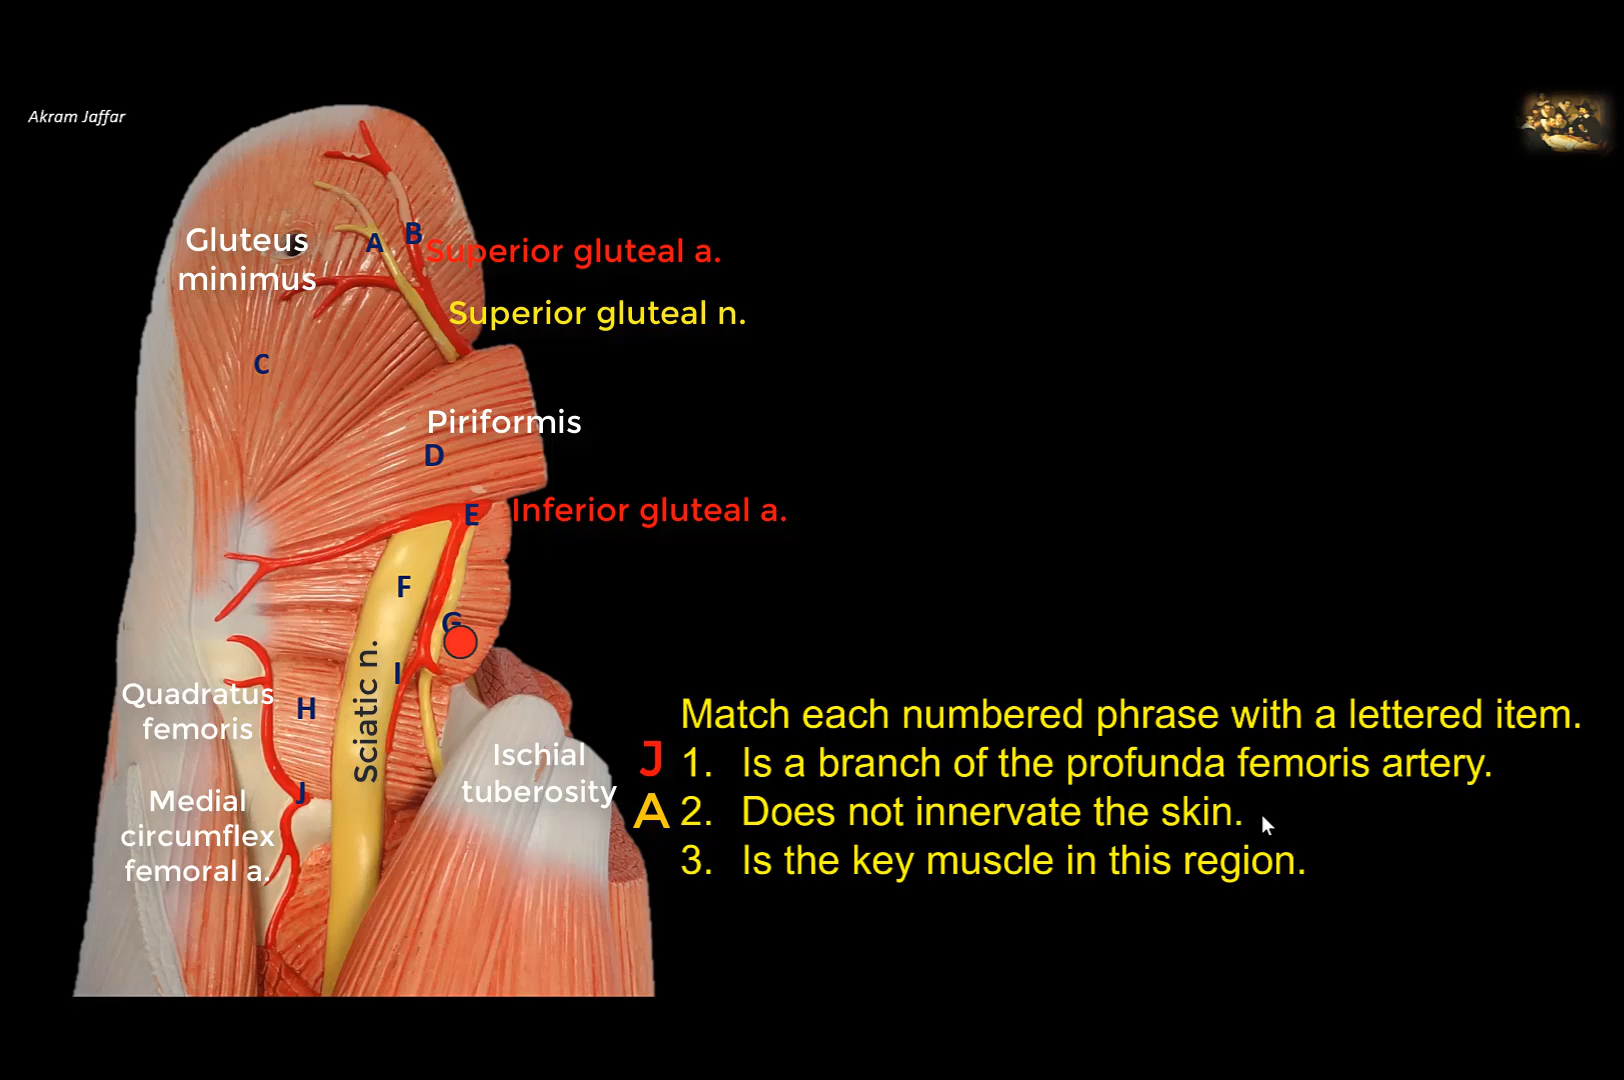 Akram Jaffar
Gluteus
minimus
A
B
Superior gluteal a.
Superior gluteal n.
C
Piriformis
D
E
Inferior gluteal a.
F
G
I
Sciatic n.
Quadratus
femoris
H
J
Medial
circumflex
femoral a.
Ischial
tuberosity
Match each numbered phrase with a lettered item.
J 1. Is a branch of the profunda femoris artery.
A 2. Does not innervate the skin.
3. Is the key muscle in this region.